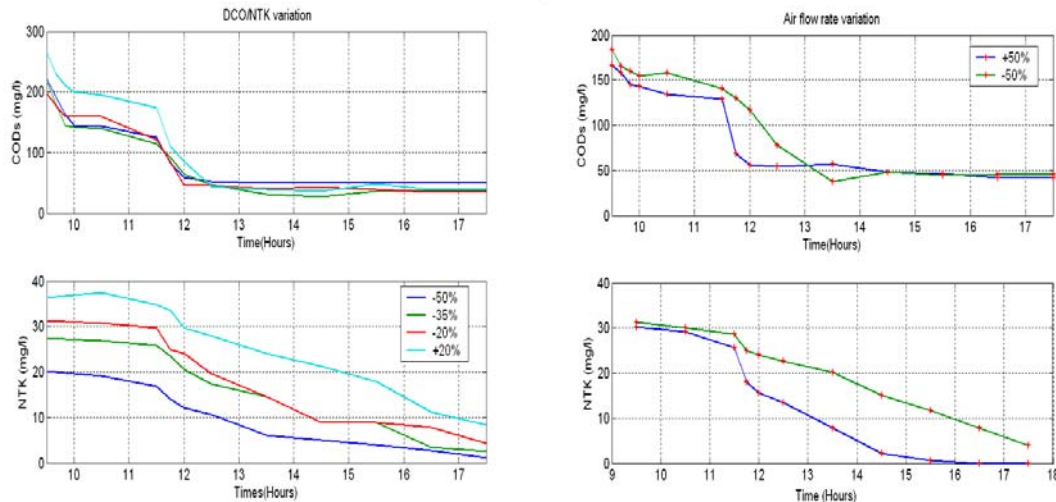 DCO/NTK variation
300
200
100
0
CODs (mg/l)
10 11 12 13 14 15 16 17
Time(Hours)
Air flow rate variation
200
150
100
50
0
CODs (mg/l)
+50%
-50%
10 11 12 13 14 15 16 17
Time(Hours)
40
30
20
10
0
NTK (mg/l)
-50%
-35%
-20%
+20%
10 11 12 13 14 15 16 17
Times(Hours)
40
30
20
10
0
NTK (mg/l)
9 10 11 12 13 14 15 16 17 18
Time (Hours)